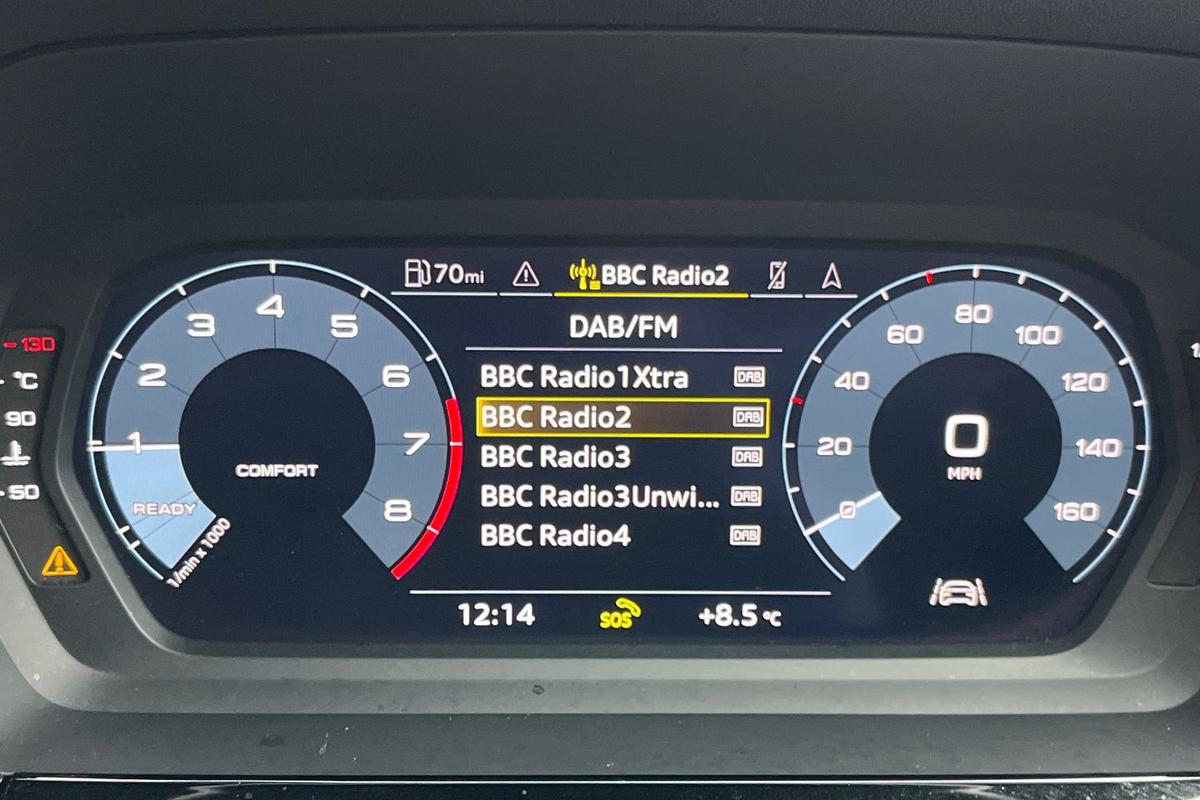 70mi
BBC Radio2
DAB/FM
BBC Radio1Xtra DAB
BBC Radio2 DAB
BBC Radio3 DAB
BBC Radio3Unwi... DAB
BBC Radio4 DAB
12:14
SOS
+8.5 °C
1
2
3
4
5
6
7
8
COMFORT
READY
1/min x 1000
0
20
40
60
80
100
120
140
160
0
MPH
130
°C
90
50